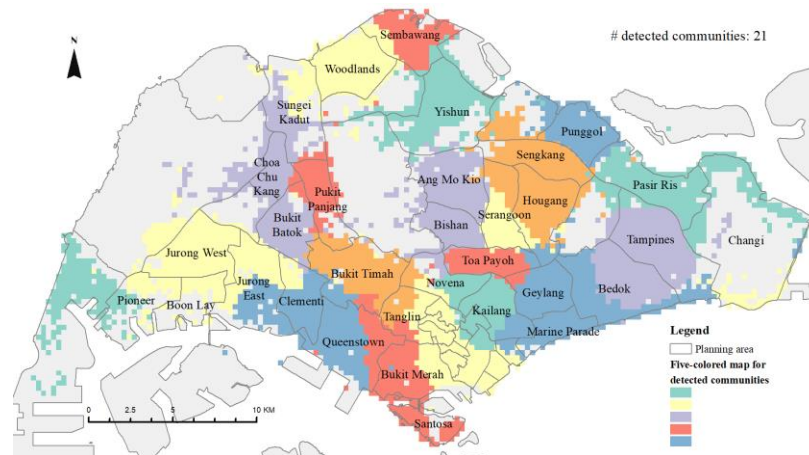 Sembawang
# detected communities: 21
N
Woodlands
Sungei
Kadut
Yishun
Punggol
Sengkang
Choa
Chu
Kang
Ang Mo Kio
Pasir Ris
Pukit
Panjang
Hougang
Serangoon
Bukit
Batok
Bishan
Tampines
Changi
Jurong West
Toa Payoh
Bukit Timah
Novena
Jurong
East
Geylang
Bedok
Pioneer
Boon Lay
Clementi
Tanglin
Kailang
Marine Parade
Queenstown
Legend
Planning area
Five-colored map for
detected communities
Bukit Merah
Santosa
0 2.5 5 10 KM